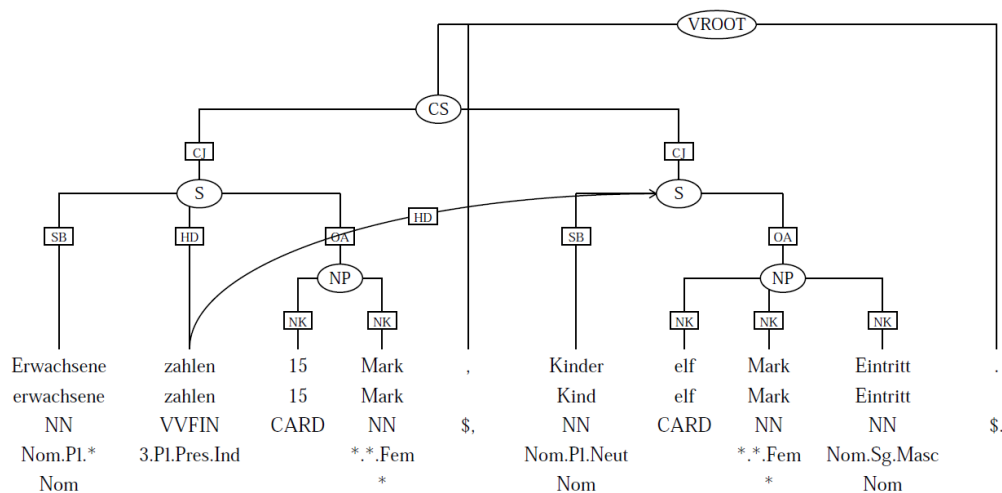 VROOT
CS
CJ CJ
S S
HD
SB HD OA SB OA
NP NP
NK NK NK NK NK
Erwachsene zahlen 15 Mark , Kinder elf Mark Eintritt .
erwachsene zahlen 15 Mark Kind elf Mark Eintritt
NN VVFIN CARD NN $, NN CARD NN NN $.
Nom.Pl.* 3.Pl.Pres.Ind *.*.Fem Nom.Pl.Neut *.*.Fem Nom.Sg.Masc
Nom * Nom * Nom